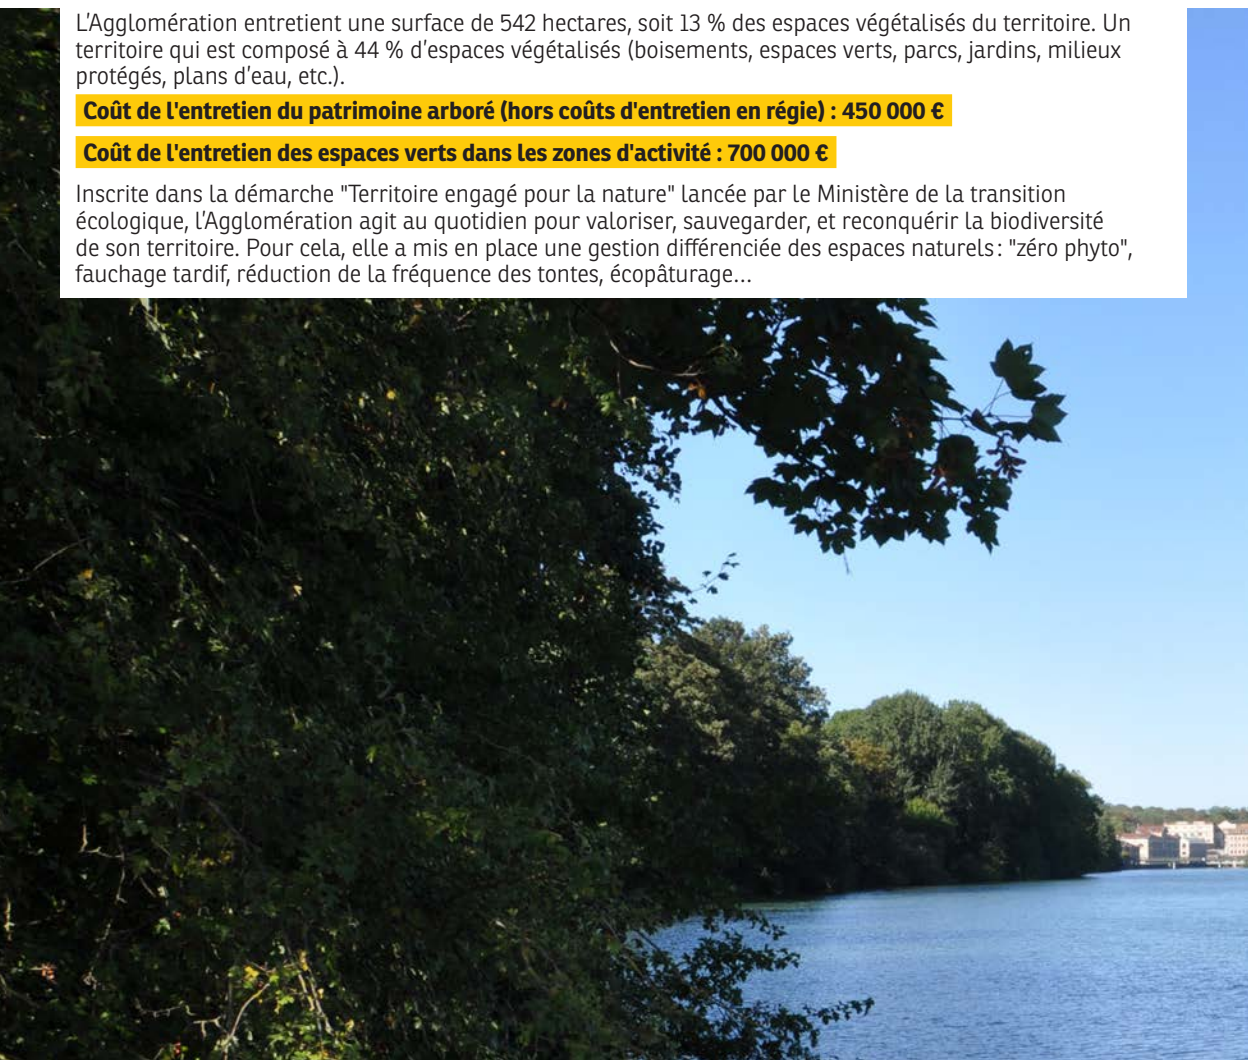 L'Agglomération entretient une surface de 542 hectares, soit 13 % des espaces végétalisés du territoire. Un
territoire qui est composé à 44 % d'espaces végétalisés (boisements, espaces verts, parcs, jardins, milieux
protégés, plans d'eau, etc.).
Coût de l'entretien du patrimoine arboré (hors coûts d'entretien en régie) : 450 000 €
Coût de l'entretien des espaces verts dans les zones d'activité : 700 000 €
Inscrite dans la démarche "Territoire engagé pour la nature" lancée par le Ministère de la transition
écologique, l'Agglomération agit au quotidien pour valoriser, sauvegarder, et reconquérir la biodiversité
de son territoire. Pour cela, elle a mis en place une gestion différenciée des espaces naturels : "zéro phyto",
fauchage tardif, réduction de la fréquence des tontes, écopâturage...